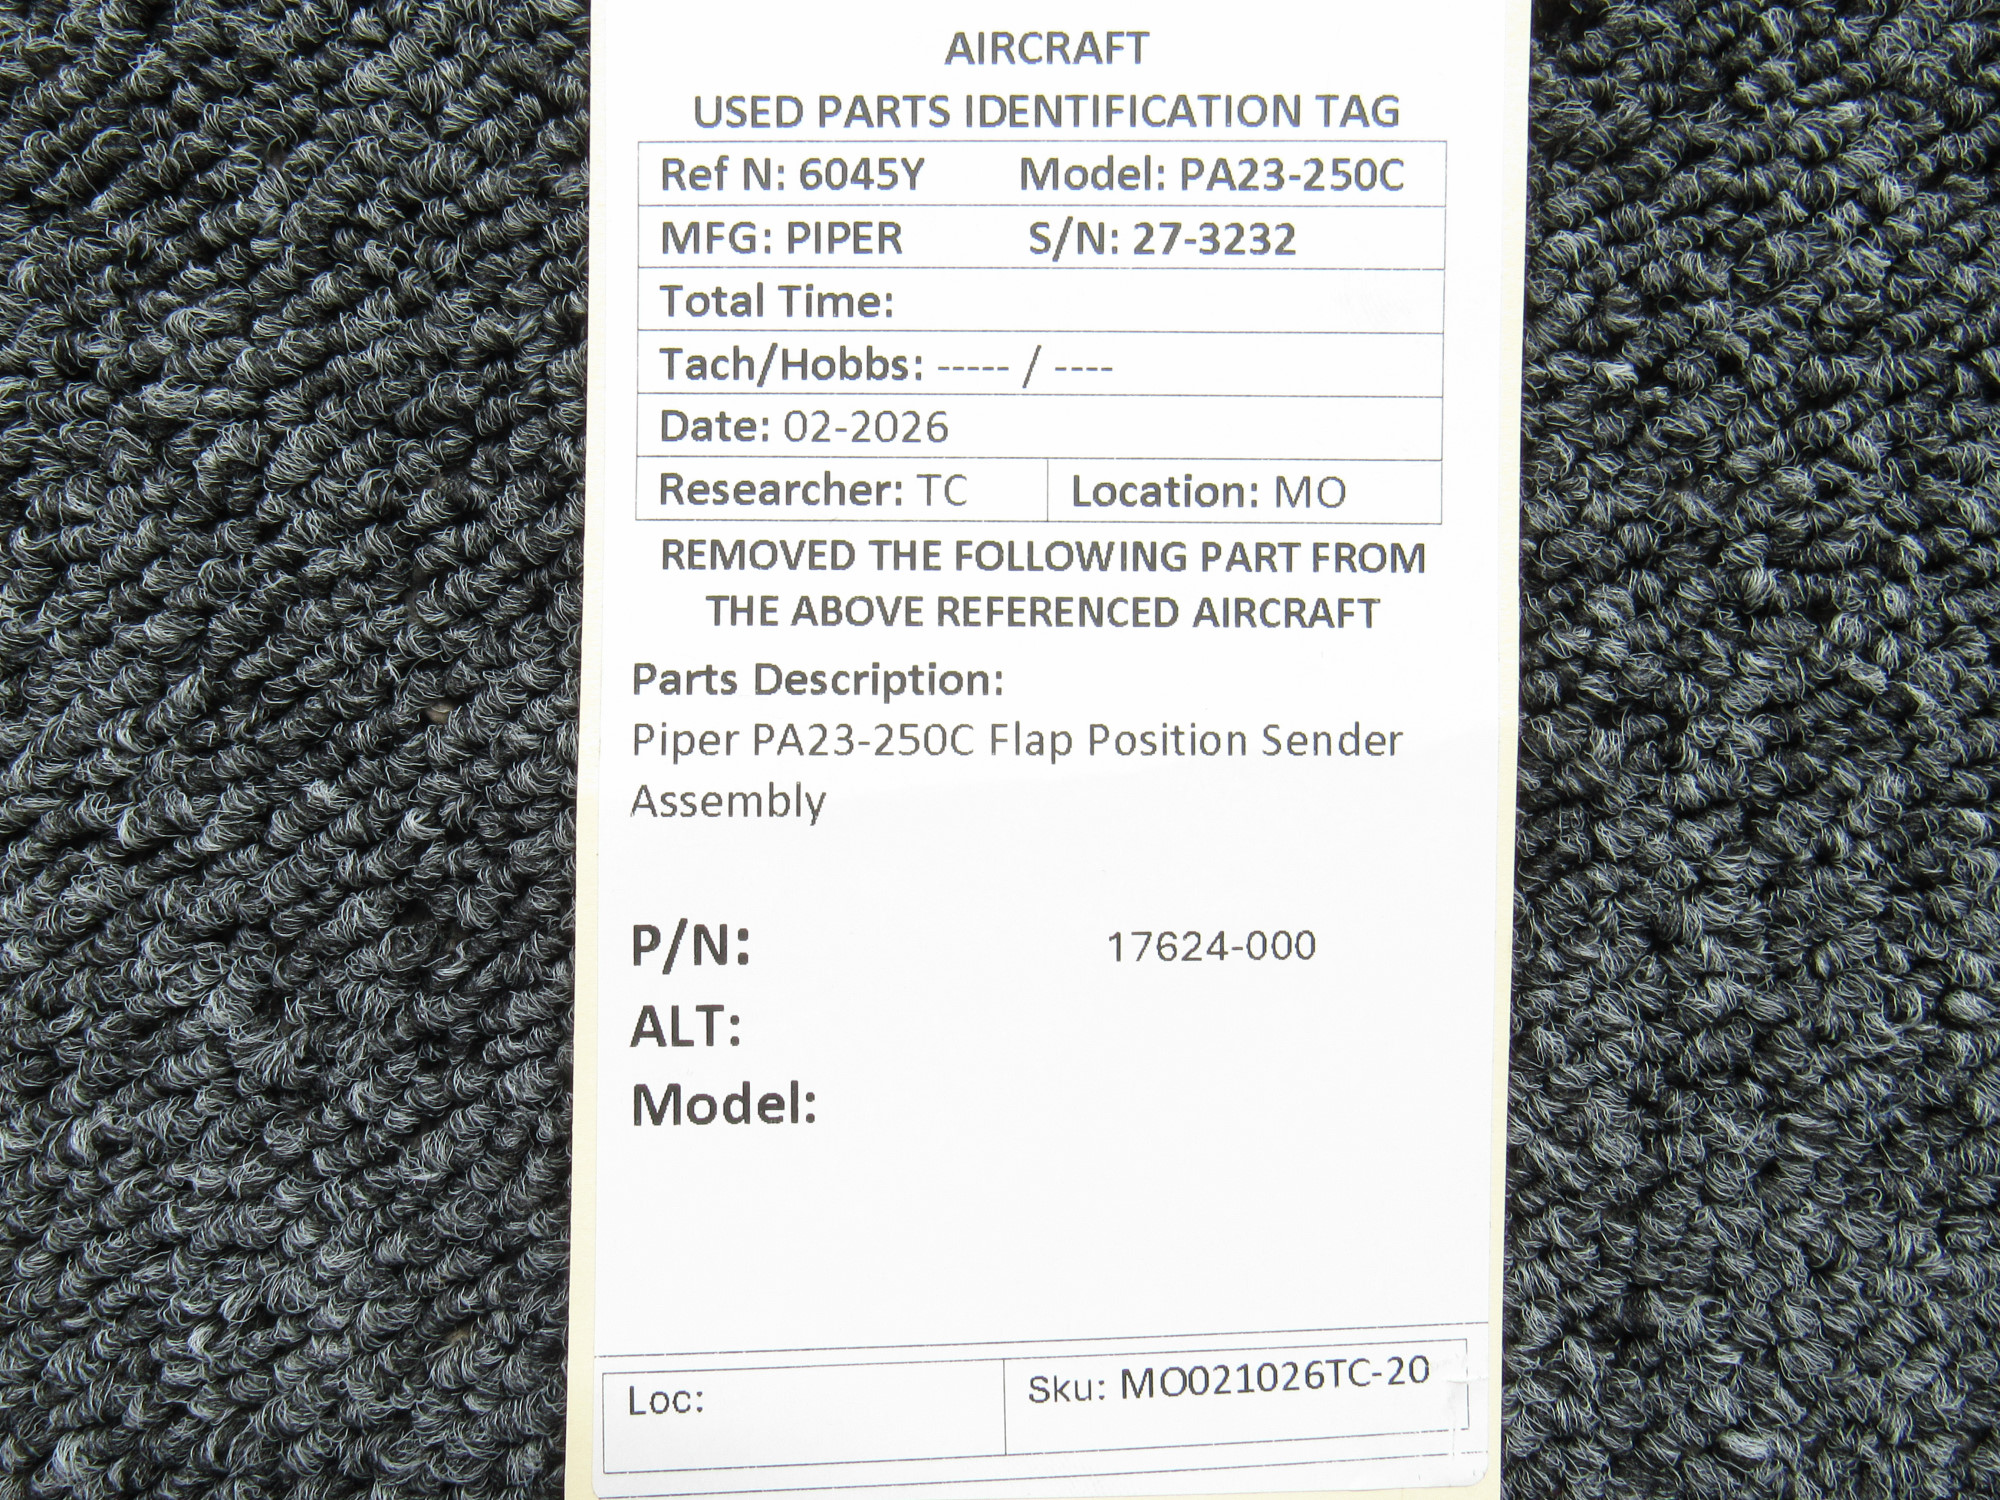 AIRCRAFT
USED PARTS IDENTIFICATION TAG
Ref N: 6045Y Model: PA23-250C
MFG: PIPER S/N: 27-3232
Total Time:
Tach/Hobbs: ----- / ----
Date: 02-2026
Researcher: TC Location: MO
REMOVED THE FOLLOWING PART FROM
THE ABOVE REFERENCED AIRCRAFT
Parts Description:
Piper PA23-250C Flap Position Sender
Assembly
P/N: 17624-000
ALT:
Model:
Loc: Sku: MO021026TC-20